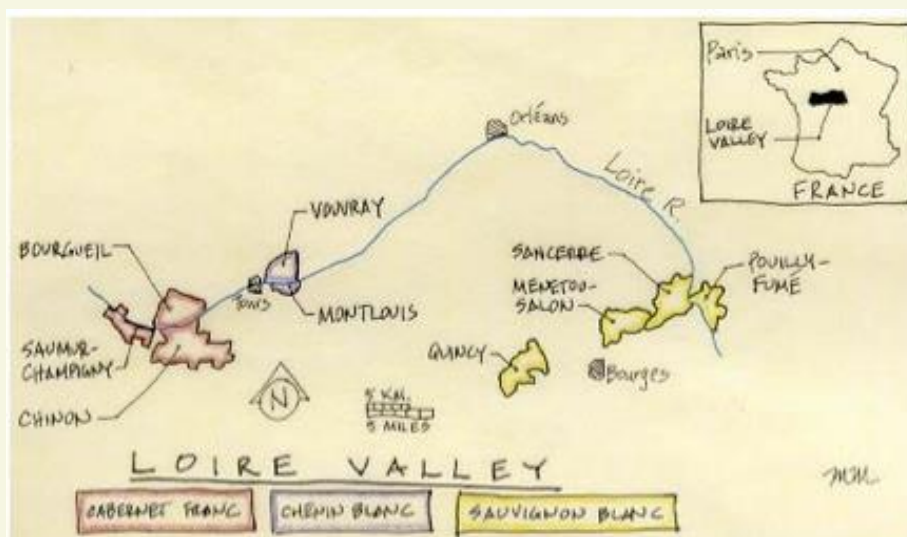 Paris
LOIRE
VALLEY
FRANCE
Orléans
Loire R.
VOUVRAY
BOURGUEIL
SANCERRE
POUILLY-
FUMÉ
MENETOU-
SALON
Tours
MONTLOUIS
SAUMUR-
CHAMPIGNY
QUINCY
Bourges
CHINON
N
5 KM.
5 MILES
LOIRE VALLEY
MM.
CABERNET FRANC
CHENIN BLANC
SAUVIGNON BLANC